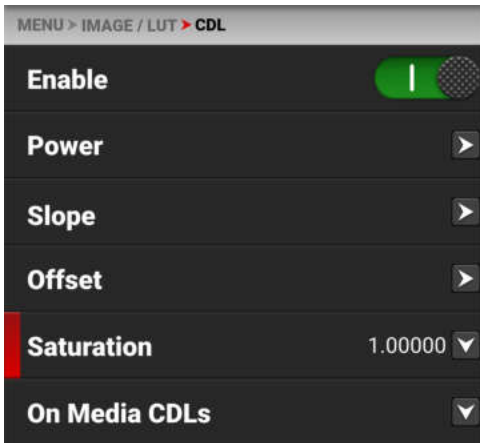 MENU > IMAGE / LUT > CDL
Enable
Power
Slope
Offset
Saturation 1.00000
On Media CDLs